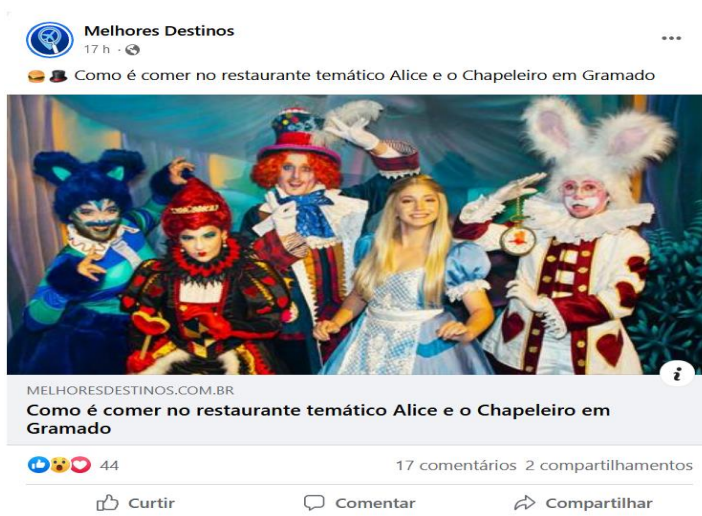 Melhores Destinos
17 h ·
🍔🎩 Como é comer no restaurante temático Alice e o Chapeleiro em Gramado
MELHORESDESTINOS.COM.BR
Como é comer no restaurante temático Alice e o Chapeleiro em
Gramado
44
17 comentários 2 compartilhamentos
Curtir
Comentar
Compartilhar